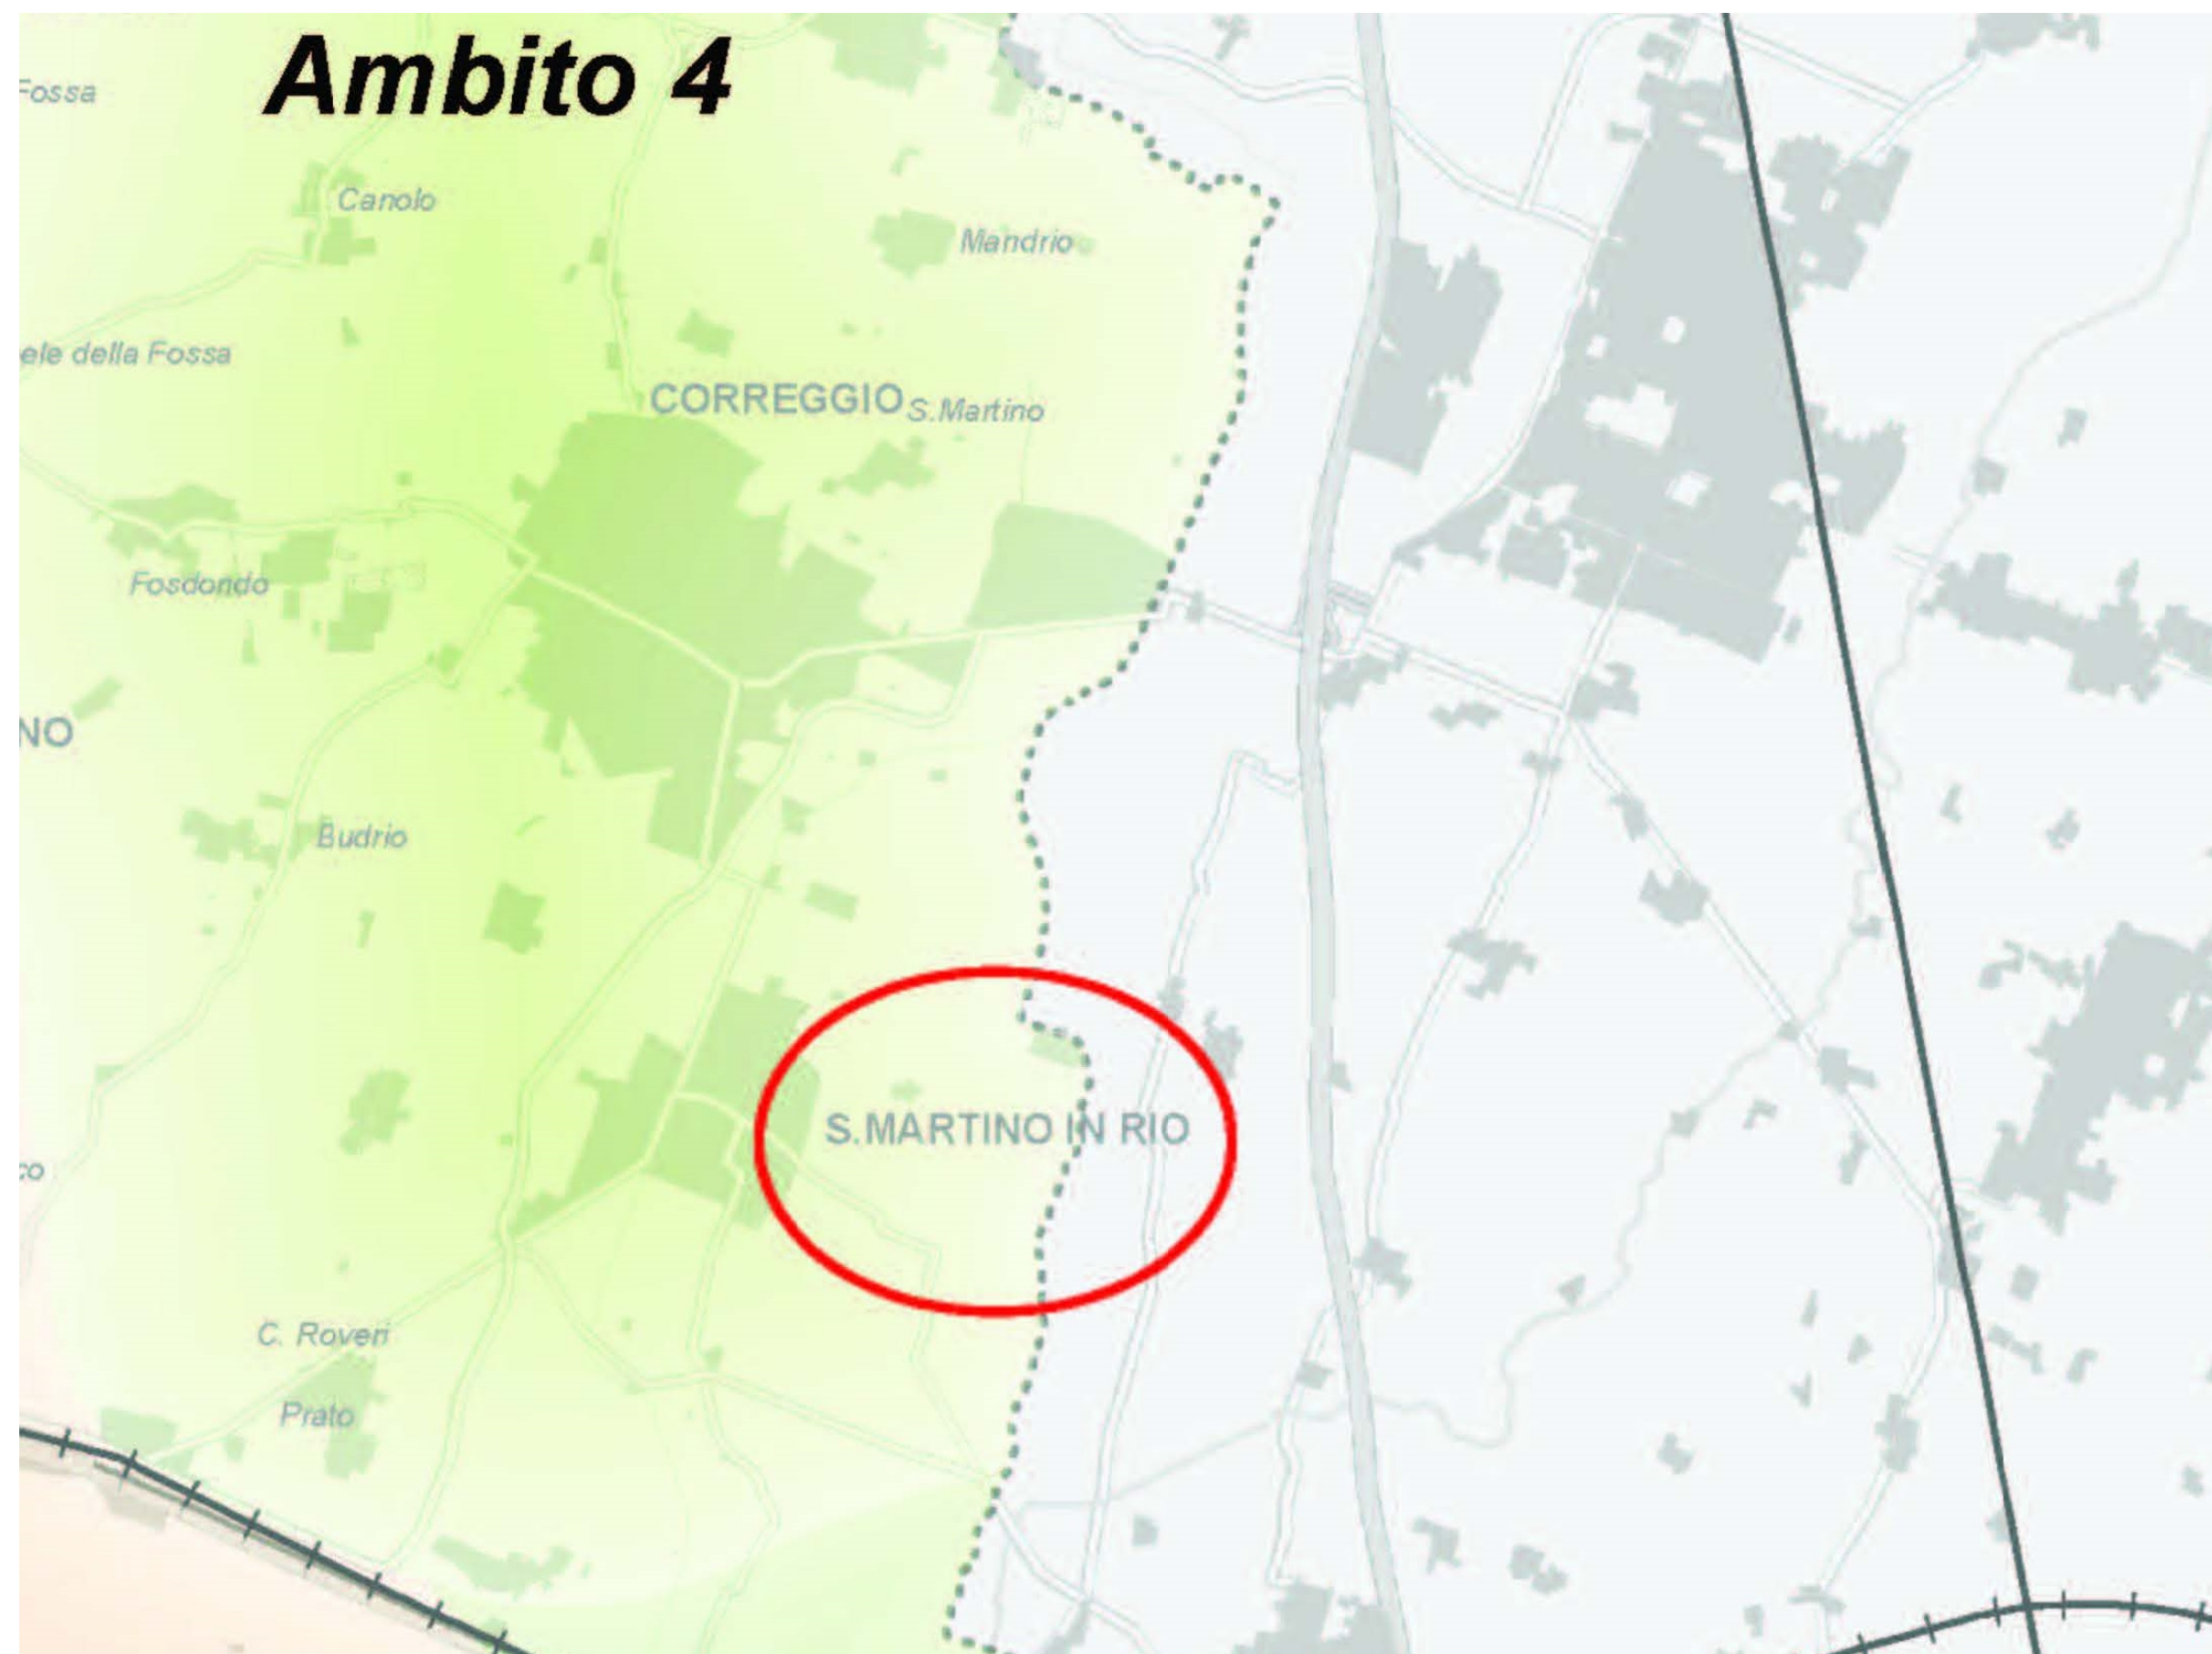 Ambito 4
Fossa
Canolo
Mandrio
ele della Fossa
CORREGGIO
S.Martino
Fosdondo
NO
Budrio
S.MARTINO IN RIO
co
C. Roveri
Prato